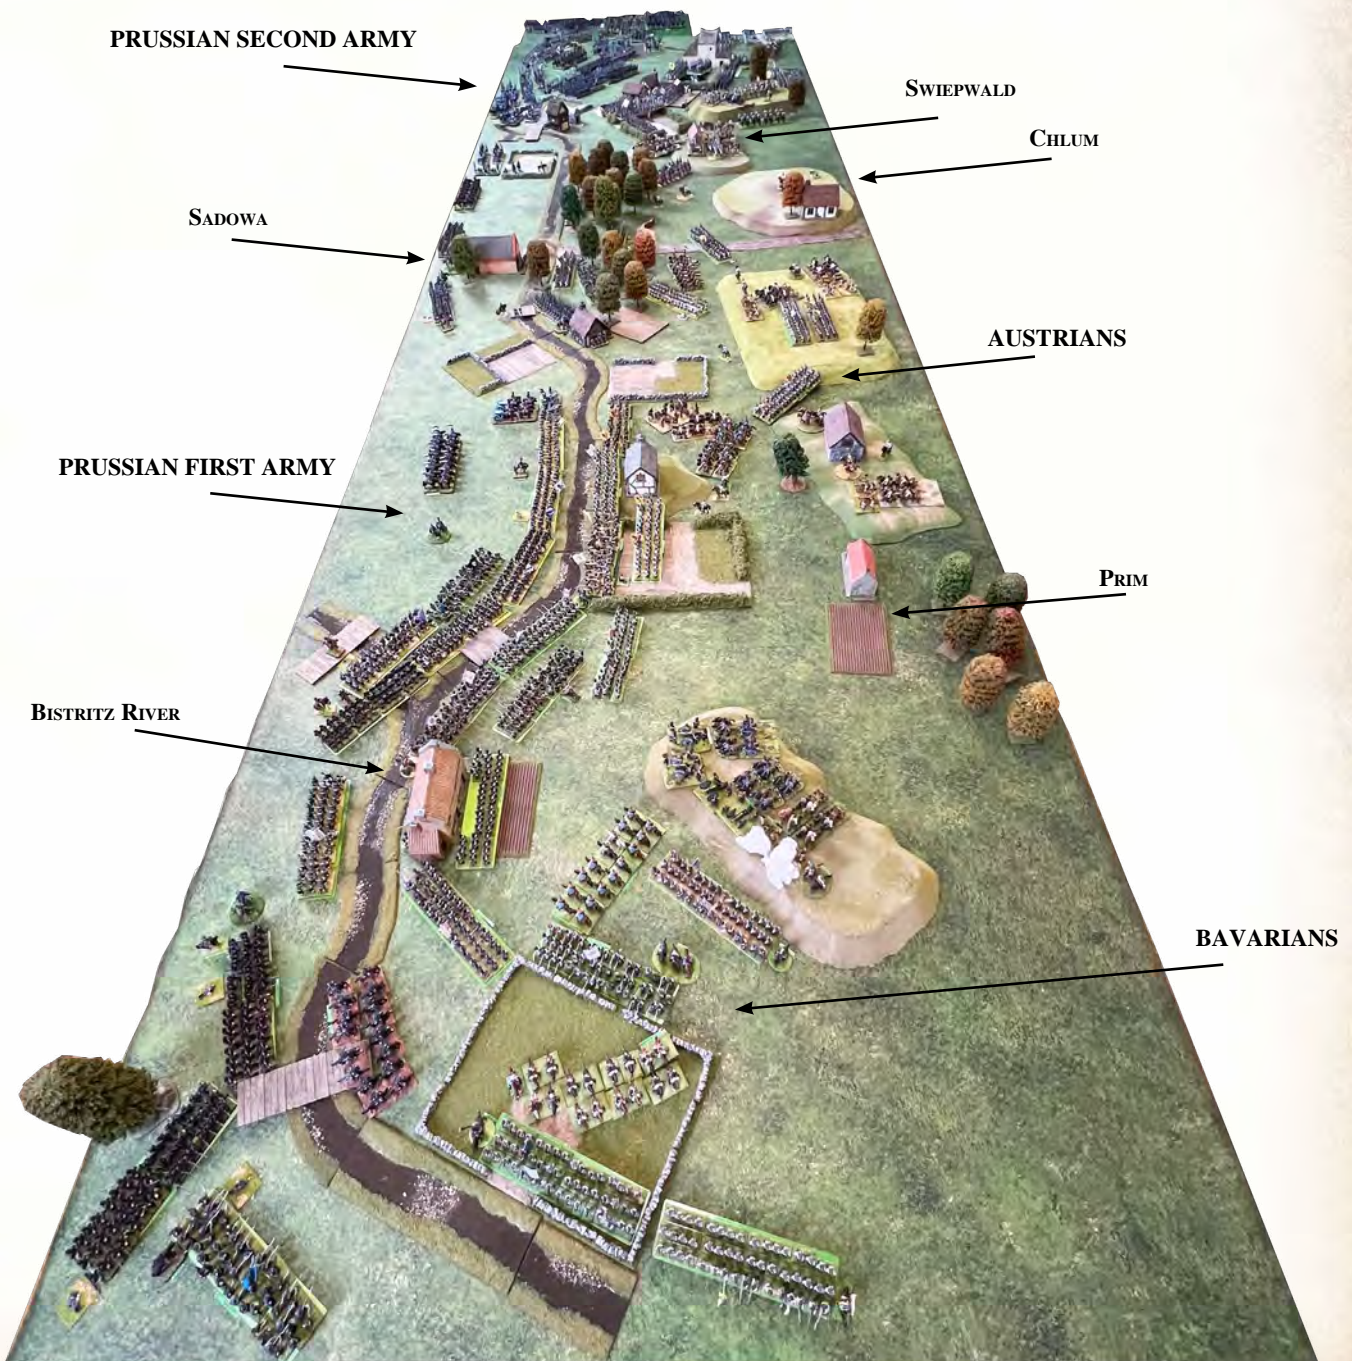 PRUSSIAN SECOND ARMY
SWIEPWALD
CHLUM
SADOWA
AUSTRIANS
PRUSSIAN FIRST ARMY
PRIM
BISTRITZ RIVER
BAVARIANS